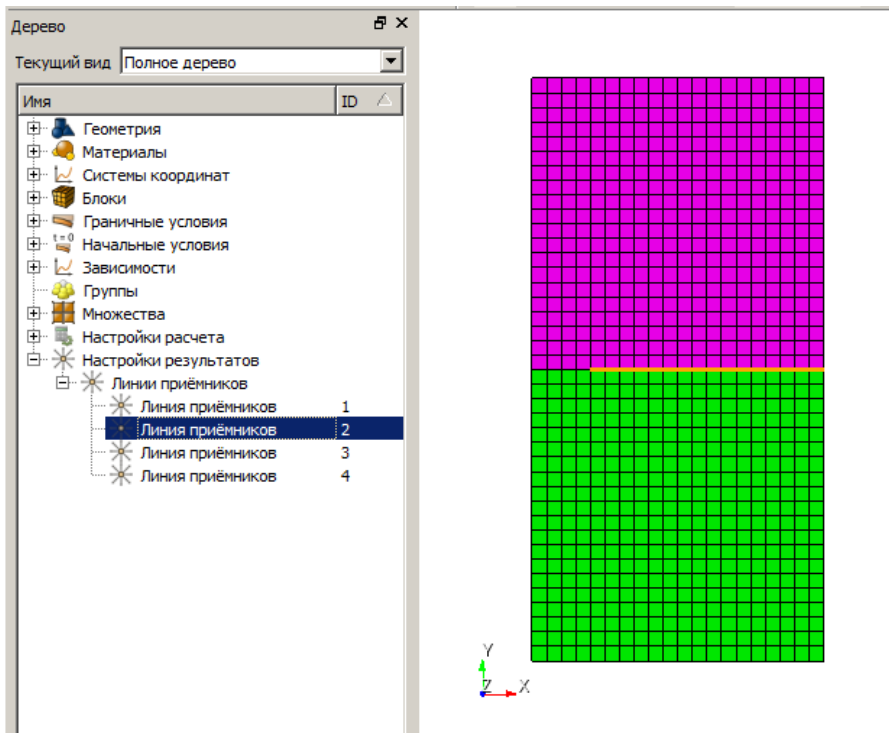 Дерево
Текущий вид Полное дерево
Имя ID
Геометрия
Материалы
Системы координат
Блоки
Граничные условия
t=0 Начальные условия
Зависимости
Группы
Множества
Настройки расчета
Настройки результатов
Линии приёмников
Линия приёмников 1
Линия приёмников 2
Линия приёмников 3
Линия приёмников 4
Y
Z X